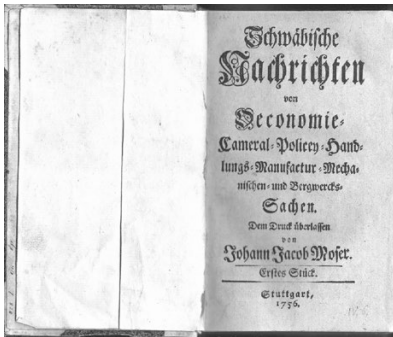 Schwäbische
Nachrichten
von
Oeconomie-
Cameral-Policey-Hand-
lungs-Manufactur-Mecha-
nischen- und Bergwercks-
Sachen.
Dem Druck überlassen
von
Johann Jacob Moser.
Erstes Stück.
Stuttgart,
1756.